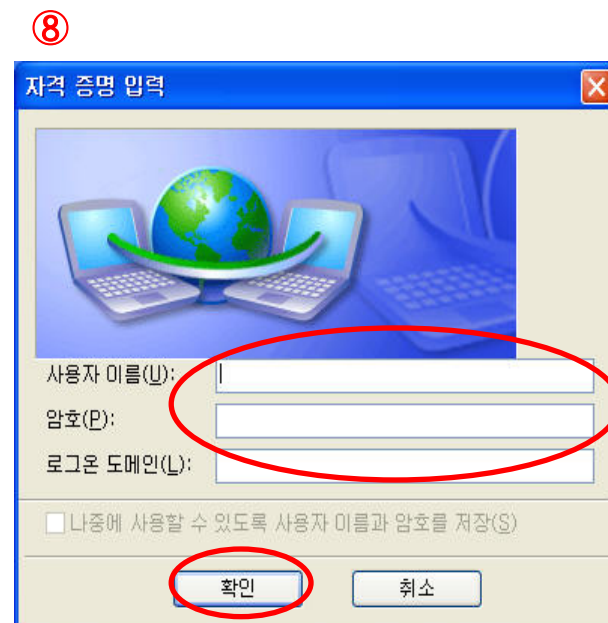 ⑧
자격 증명 입력
사용자 이름(U):
암호(P):
로그온 도메인(L):
나중에 사용할 수 있도록 사용자 이름과 암호를 저장(S)
확인 취소